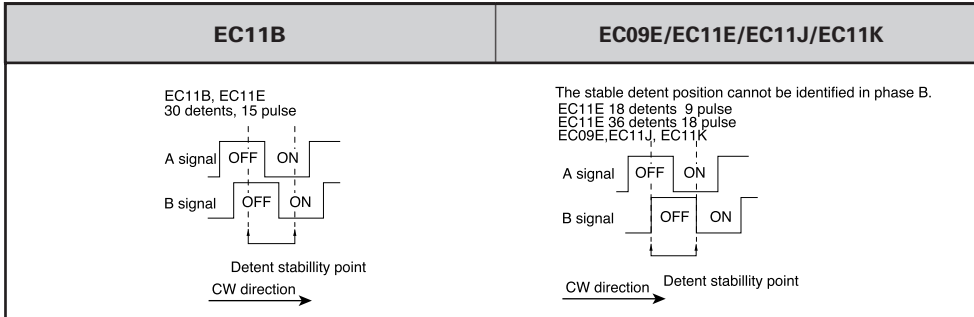 EC11B
EC09E/EC11E/EC11J/EC11K
EC11B, EC11E
30 detents, 15 pulse
A signal OFF ON
B signal OFF ON
Detent stabillity point
CW direction
The stable detent position cannot be identified in phase B.
EC11E 18 detents 9 pulse
EC11E 36 detents 18 pulse
EC09E,EC11J, EC11K
A signal OFF ON
B signal OFF ON
Detent stabillity point
CW direction